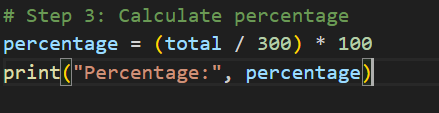 # Step 3: Calculate percentage
percentage = (total / 300) * 100
print("Percentage:", percentage)